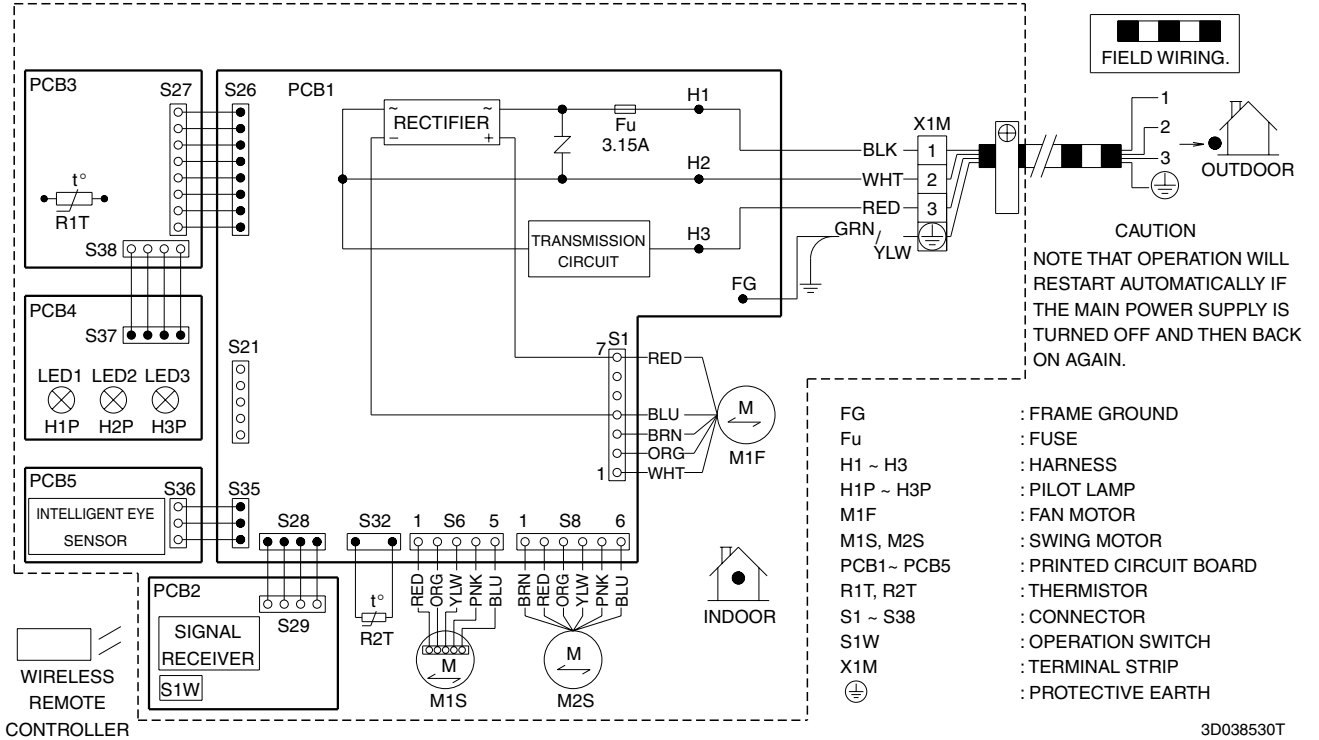 FIELD WIRING.
PCB3
S27
S26
PCB1
~
RECTIFIER
~
−
+
Fu
3.15A
H1
H2
H3
X1M
BLK
1
WHT
2
RED
3
GRN/
YLW
1
2
3
OUTDOOR
t°
R1T
S38
TRANSMISSION
CIRCUIT
FG
CAUTION
NOTE THAT OPERATION WILL
RESTART AUTOMATICALLY IF
THE MAIN POWER SUPPLY IS
TURNED OFF AND THEN BACK
ON AGAIN.
PCB4
S37
LED1 LED2 LED3
H1P H2P H3P
S21
S1
7
RED
BLU
BRN
ORG
WHT
1
M
M1F
PCB5
S36
S35
INTELLIGENT EYE
SENSOR
S28
S32
1 S6 5
1 S8 6
RED
ORG
YLW
PNK
BLU
BRN
RED
ORG
YLW
PNK
BLU
t°
R2T
M
M1S
M
M2S
INDOOR
PCB2
S29
SIGNAL
RECEIVER
S1W
WIRELESS
REMOTE
CONTROLLER
FG : FRAME GROUND
Fu : FUSE
H1 ~ H3 : HARNESS
H1P ~ H3P : PILOT LAMP
M1F : FAN MOTOR
M1S, M2S : SWING MOTOR
PCB1~ PCB5 : PRINTED CIRCUIT BOARD
R1T, R2T : THERMISTOR
S1 ~ S38 : CONNECTOR
S1W : OPERATION SWITCH
X1M : TERMINAL STRIP
: PROTECTIVE EARTH
3D038530T